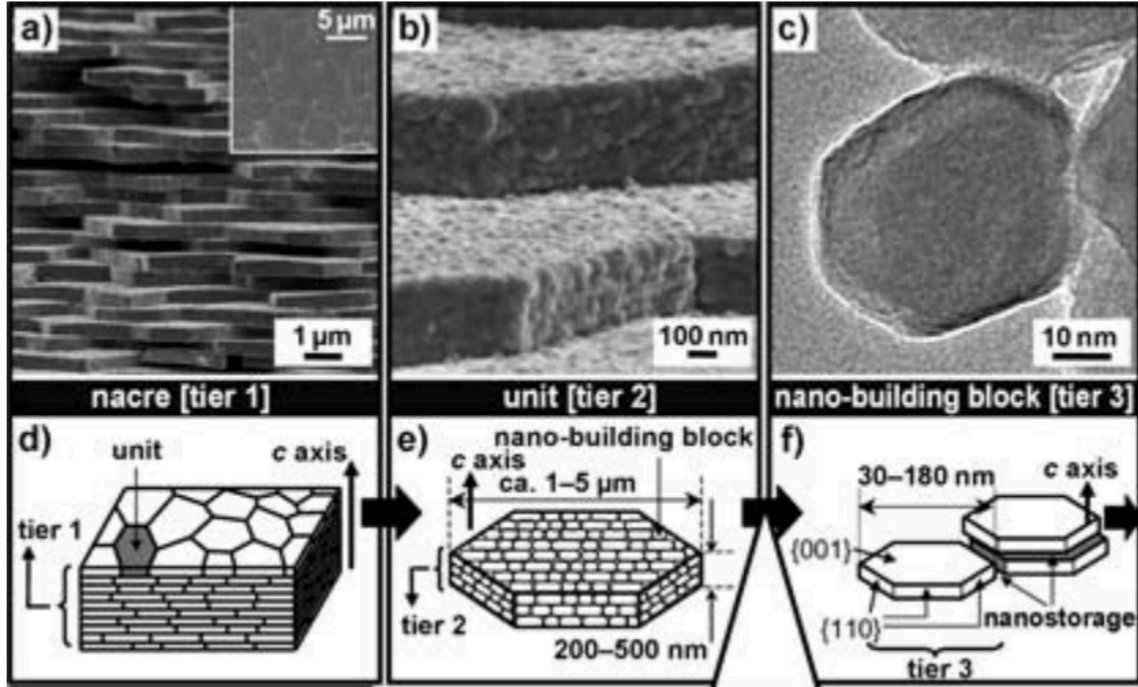 a)
5 µm
1 µm
b)
100 nm
c)
10 nm
nacre [tier 1]
unit [tier 2]
nano-building block [tier 3]
d)
unit
c axis
tier 1
e)
nano-building block
c axis
ca. 1–5 µm
tier 2
200–500 nm
f)
30–180 nm
c axis
{001}
{110}
nanostorage
tier 3